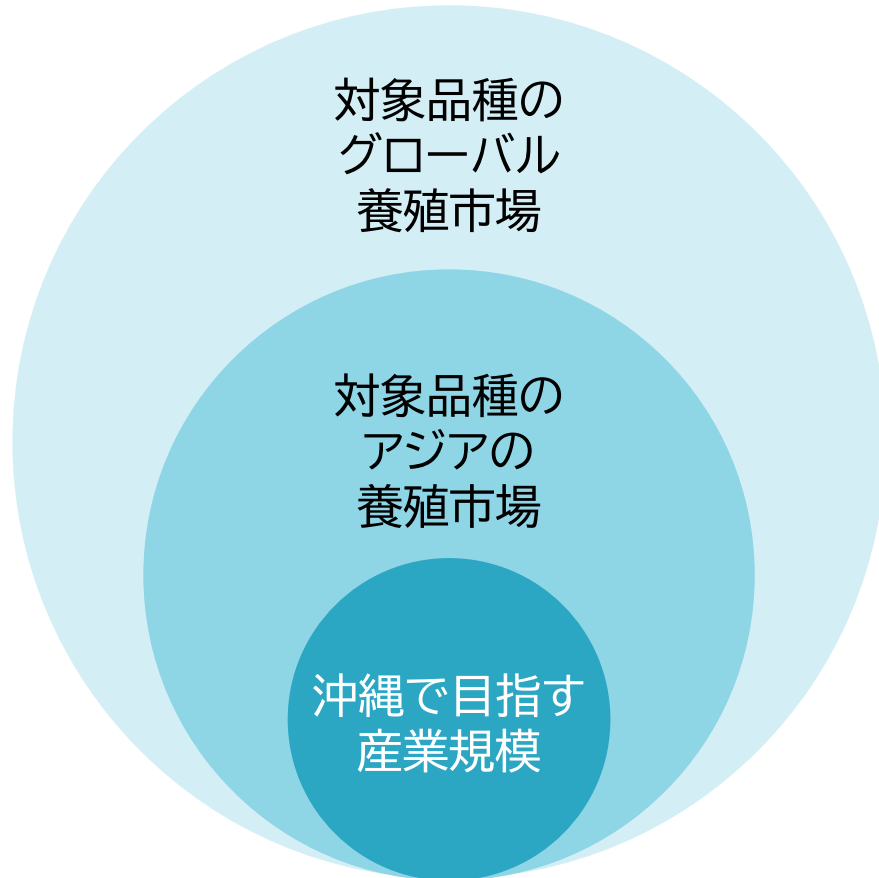 対象品種の
グローバル
養殖市場
対象品種の
アジアの
養殖市場
沖縄で目指す
産業規模